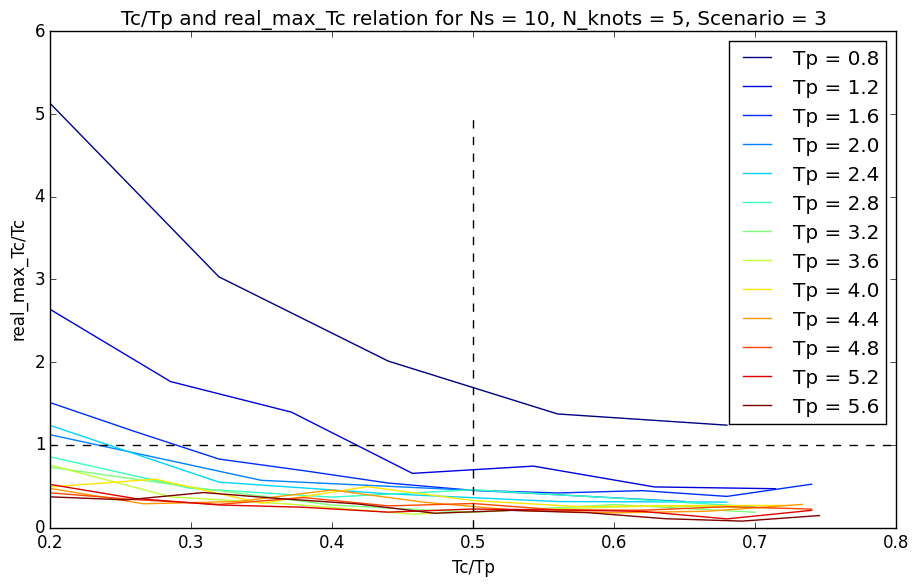 Tc/Tp and real_max_Tc relation for Ns = 10, N_knots = 5, Scenario = 3
6
5
4
3
2
1
0
real_max_Tc/Tc
Tp = 0.8
Tp = 1.2
Tp = 1.6
Tp = 2.0
Tp = 2.4
Tp = 2.8
Tp = 3.2
Tp = 3.6
Tp = 4.0
Tp = 4.4
Tp = 4.8
Tp = 5.2
Tp = 5.6
0.2 0.3 0.4 0.5 0.6 0.7 0.8
Tc/Tp